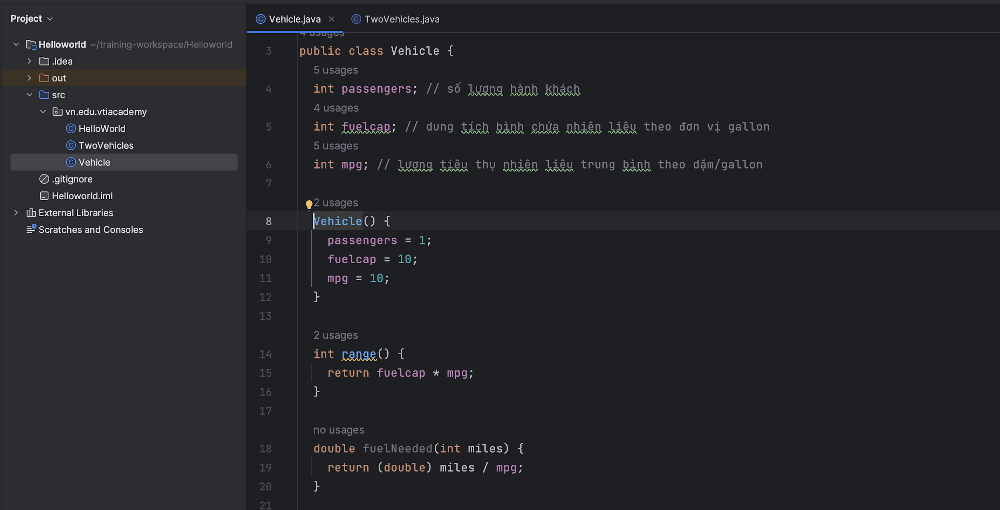 Project
Helloworld ~/training-workspace/Helloworld
.idea
out
src
vn.edu.vtiacademy
HelloWorld
TwoVehicles
Vehicle
.gitignore
Helloworld.iml
External Libraries
Scratches and Consoles
Vehicle.java TwoVehicles.java
4 usages
3 public class Vehicle {
5 usages
4 int passengers; // số lượng hành khách
4 usages
5 int fuelcap; // dung tích bình chứa nhiên liệu theo đơn vị gallon
5 usages
6 int mpg; // lượng tiêu thụ nhiên liệu trung bình theo dặm/gallon
7
2 usages
8 Vehicle() {
9 passengers = 1;
10 fuelcap = 10;
11 mpg = 10;
12 }
13
2 usages
14 int range() {
15 return fuelcap * mpg;
16 }
17
no usages
18 double fuelNeeded(int miles) {
19 return (double) miles / mpg;
20 }
21